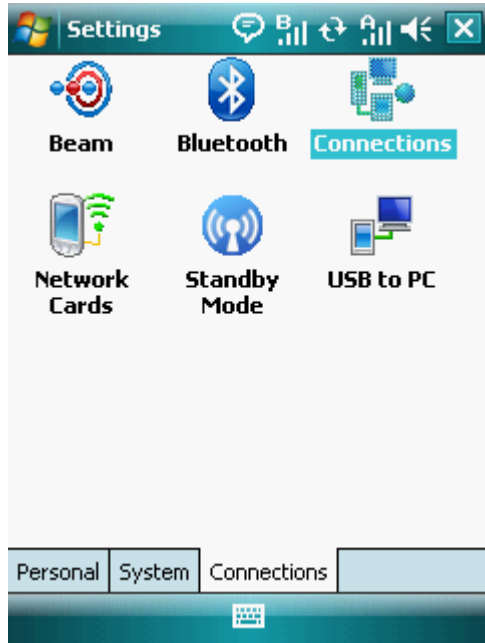 Settings
B
A
Beam
Bluetooth
Connections
Network
Cards
Standby
Mode
USB to PC
Personal
System
Connections